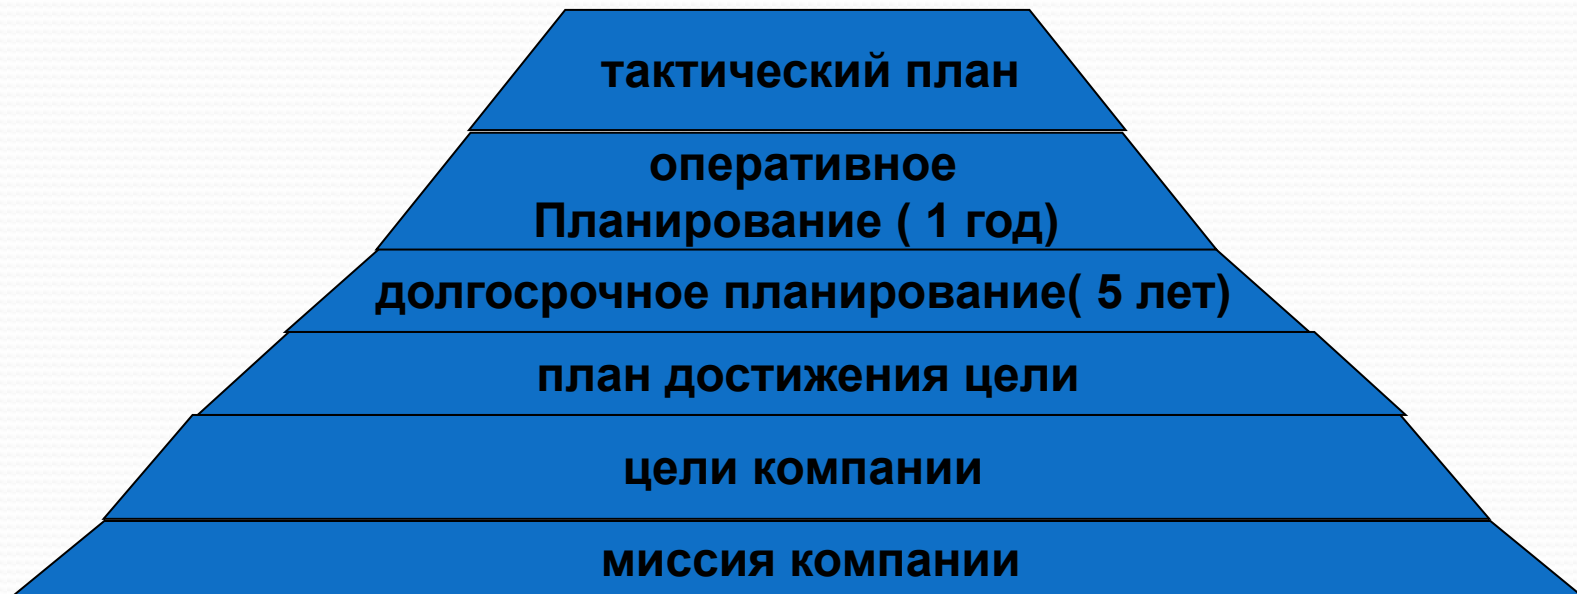 тактический план
оперативное
Планирование ( 1 год)
долгосрочное планирование( 5 лет)
план достижения цели
цели компании
миссия компании